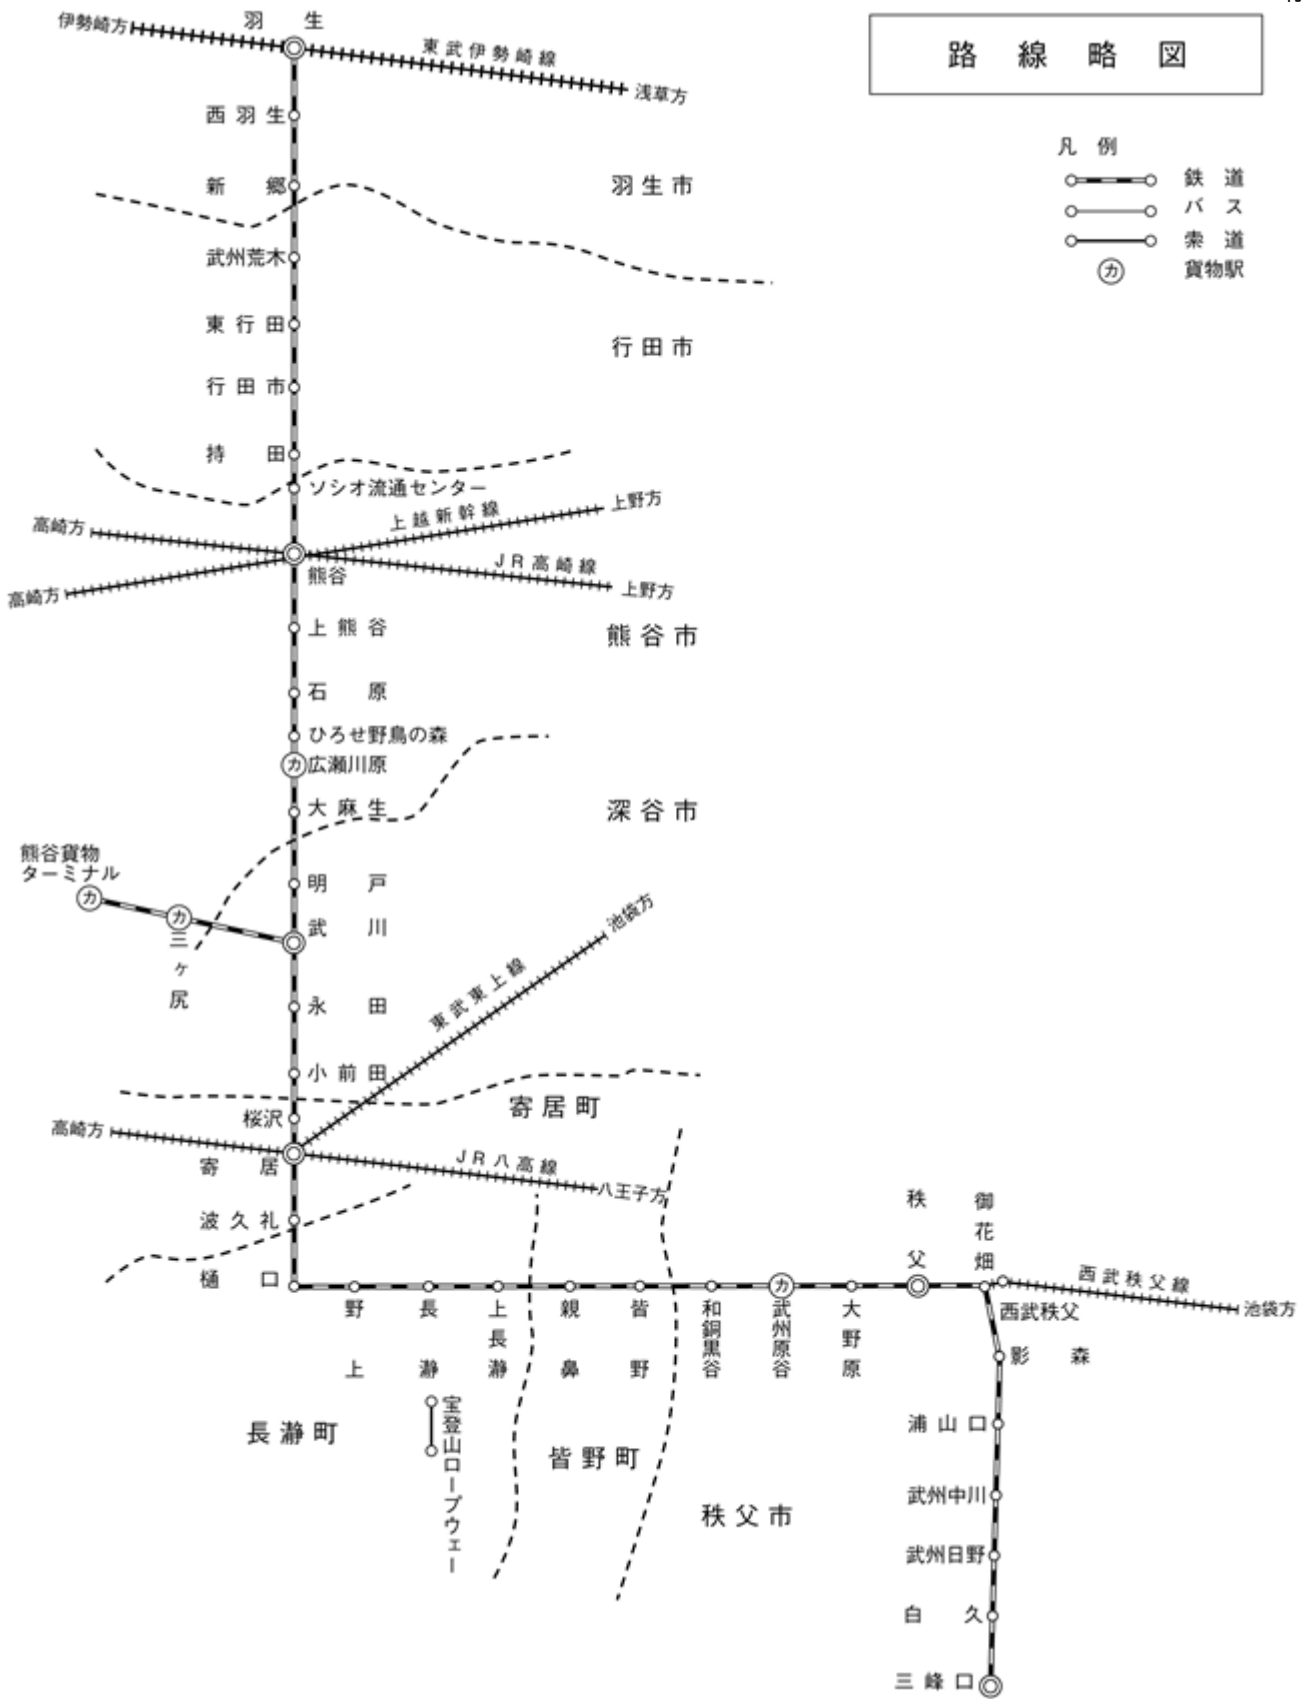 路線略図
凡例
鉄道
バス
索道
カ 貨物駅
伊勢崎方
羽生
東武伊勢崎線
浅草方
西羽生
新郷
羽生市
武州荒木
東行田
行田市
行田市
持田
ソシオ流通センター
高崎方
上越新幹線
上野方
熊谷
JR高崎線
高崎方
上野方
上熊谷
熊谷市
石原
ひろせ野鳥の森
カ 広瀬川原
大麻生
深谷市
熊谷貨物
ターミナル
カ
カ
三ヶ尻
明戸
武川
池袋方
東武東上線
永田
小前田
桜沢
寄居町
高崎方
寄居
JR八高線
八王子方
波久礼
樋口
野上
長瀞
上長瀞
親鼻
皆野
和銅黒谷
カ
武州原谷
大野原
秩父
御花畑
西武秩父線
池袋方
西武秩父
影森
宝登山ロープウェー
長瀞町
皆野町
秩父市
浦山口
武州中川
武州日野
白久
三峰口